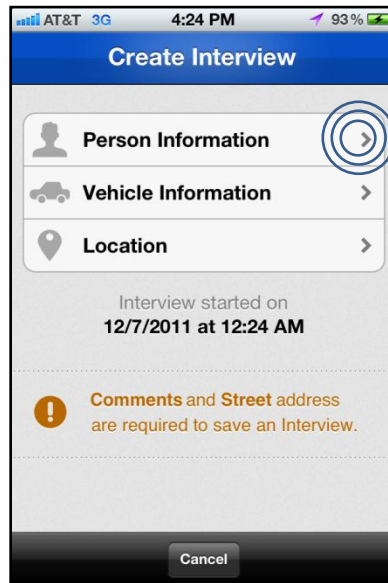 AT&T 3G 4:24 PM 93%
Create Interview
Person Information
Vehicle Information
Location
Interview started on
12/7/2011 at 12:24 AM
Comments and Street address
are required to save an Interview.
Cancel